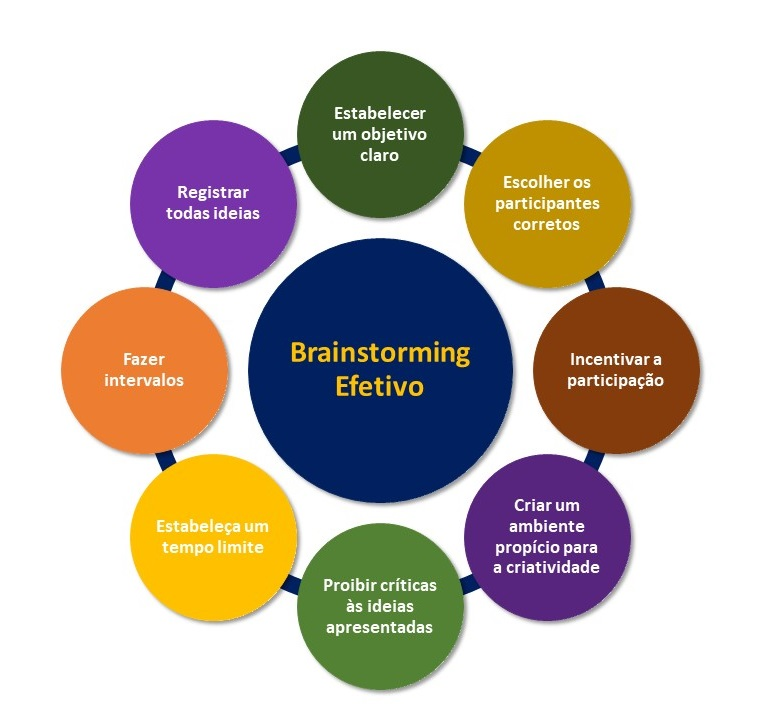 Estabelecer
um objetivo
claro
Escolher os
participantes
corretos
Incentivar a
participação
Criar um
ambiente
propício para
a criatividade
Proibir críticas
às ideias
apresentadas
Estabeleça um
tempo limite
Fazer
intervalos
Registrar
todas ideias
Brainstorming
Efetivo